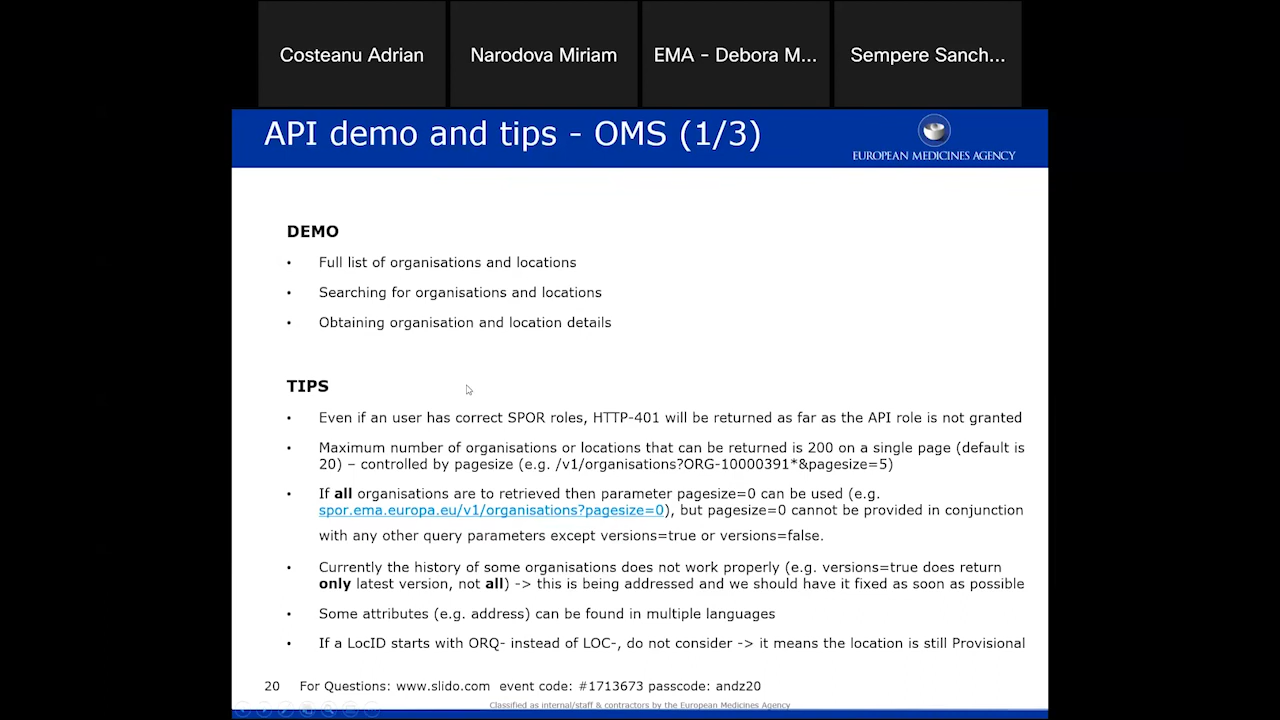 Costeanu Adrian
Narodova Miriam
EMA - Debora M...
Sempere Sanch...
API demo and tips - OMS (1/3)
EUROPEAN MEDICINES AGENCY
DEMO
• Full list of organisations and locations
• Searching for organisations and locations
• Obtaining organisation and location details
TIPS
• Even if an user has correct SPOR roles, HTTP-401 will be returned as far as the API role is not granted
• Maximum number of organisations or locations that can be returned is 200 on a single page (default is
20) – controlled by pagesize (e.g. /v1/organisations?ORG-10000391*&pagesize=5)
• If all organisations are to retrieved then parameter pagesize=0 can be used (e.g.
spor.ema.europa.eu/v1/organisations?pagesize=0), but pagesize=0 cannot be provided in conjunction
with any other query parameters except versions=true or versions=false.
• Currently the history of some organisations does not work properly (e.g. versions=true does return
only latest version, not all) -> this is being addressed and we should have it fixed as soon as possible
• Some attributes (e.g. address) can be found in multiple languages
• If a LocID starts with ORQ- instead of LOC-, do not consider -> it means the location is still Provisional
20 For Questions: www.slido.com event code: #1713673 passcode: andz20
Classified as internal/staff & contractors by the European Medicines Agency